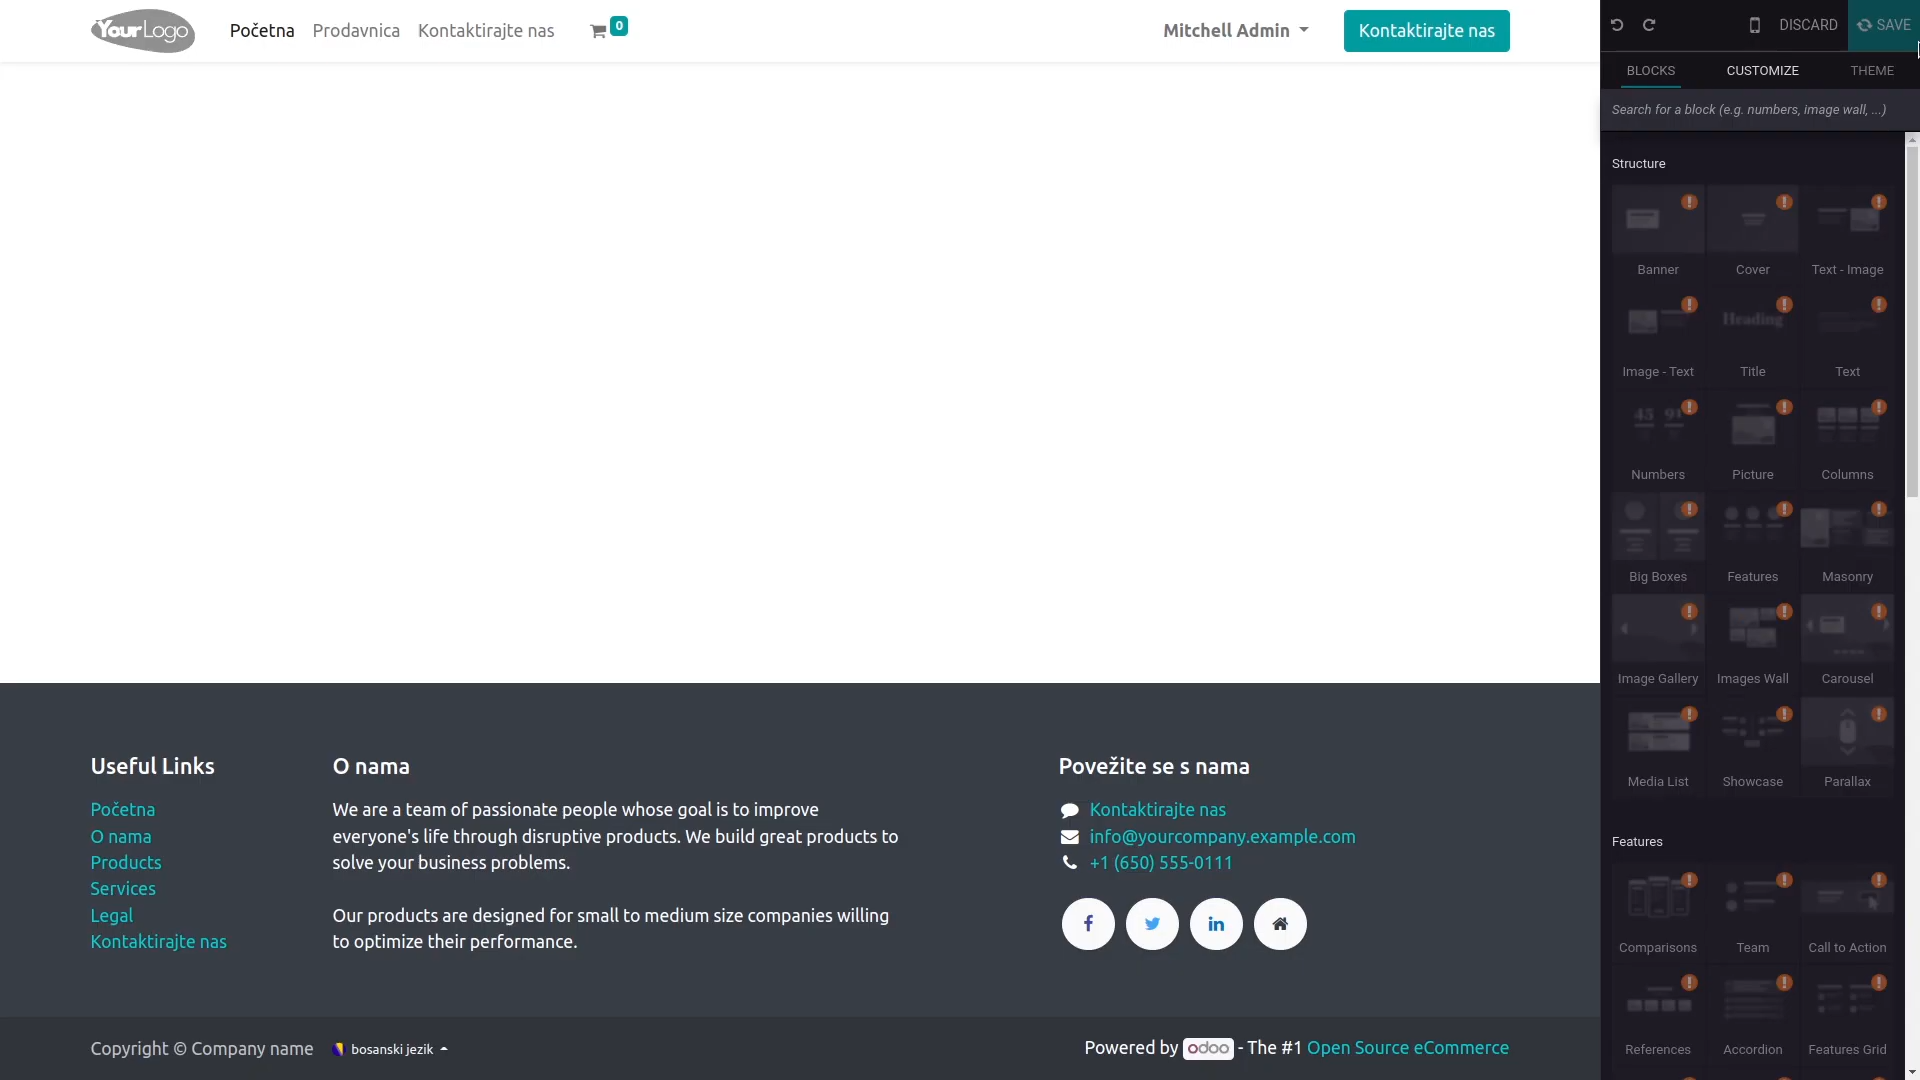 YourLogo
Početna
Prodavnica
Kontaktirajte nas
0
Mitchell Admin
Kontaktirajte nas
DISCARD
SAVE
BLOCKS
CUSTOMIZE
THEME
Search for a block (e.g. numbers, image wall, ...)
Structure
Banner
Cover
Text - Image
Heading
Image - Text
Title
Text
45 91
Numbers
Picture
Columns
Big Boxes
Features
Masonry
Image Gallery
Images Wall
Carousel
Media List
Showcase
Parallax
Features
Comparisons
Team
Call to Action
References
Accordion
Features Grid
Useful Links
Početna
O nama
Products
Services
Legal
Kontaktirajte nas
O nama
We are a team of passionate people whose goal is to improve
everyone's life through disruptive products. We build great products to
solve your business problems.
Our products are designed for small to medium size companies willing
to optimize their performance.
Povežite se s nama
Kontaktirajte nas
info@yourcompany.example.com
+1 (650) 555-0111
Copyright © Company name
bosanski jezik
Powered by odoo - The #1 Open Source eCommerce